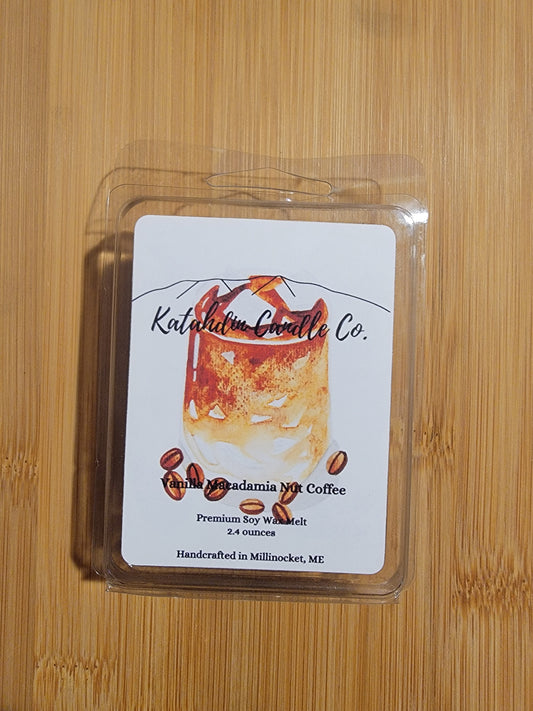 Katahdin Candle Co.
Vanilla Macadamia Nut Coffee
Premium Soy Wax Melt
2.4 ounces
Handcrafted in Millinocket, ME